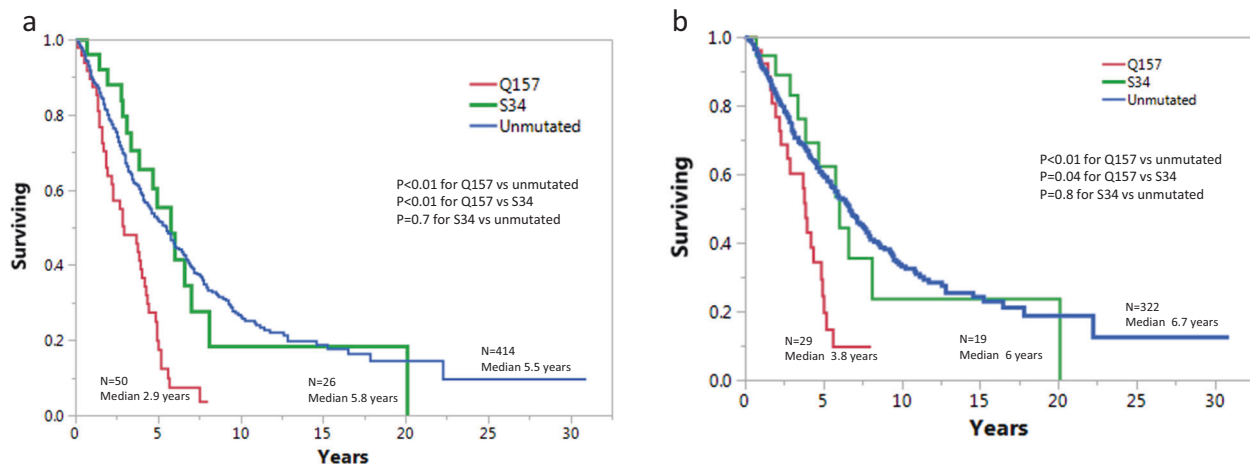 a
1.0
0.8
0.6
0.4
0.2
0.0
Surviving
Q157
S34
Unmutated
P<0.01 for Q157 vs unmutated
P<0.01 for Q157 vs S34
P=0.7 for S34 vs unmutated
N=50
Median 2.9 years
N=26
Median 5.8 years
N=414
Median 5.5 years
0 5 10 15 20 25 30
Years
b
1.0
0.8
0.6
0.4
0.2
0.0
Surviving
Q157
S34
Unmutated
P<0.01 for Q157 vs unmutated
P=0.04 for Q157 vs S34
P=0.8 for S34 vs unmutated
N=29
Median 3.8 years
N=19
Median 6 years
N=322
Median 6.7 years
0 5 10 15 20 25 30
Years